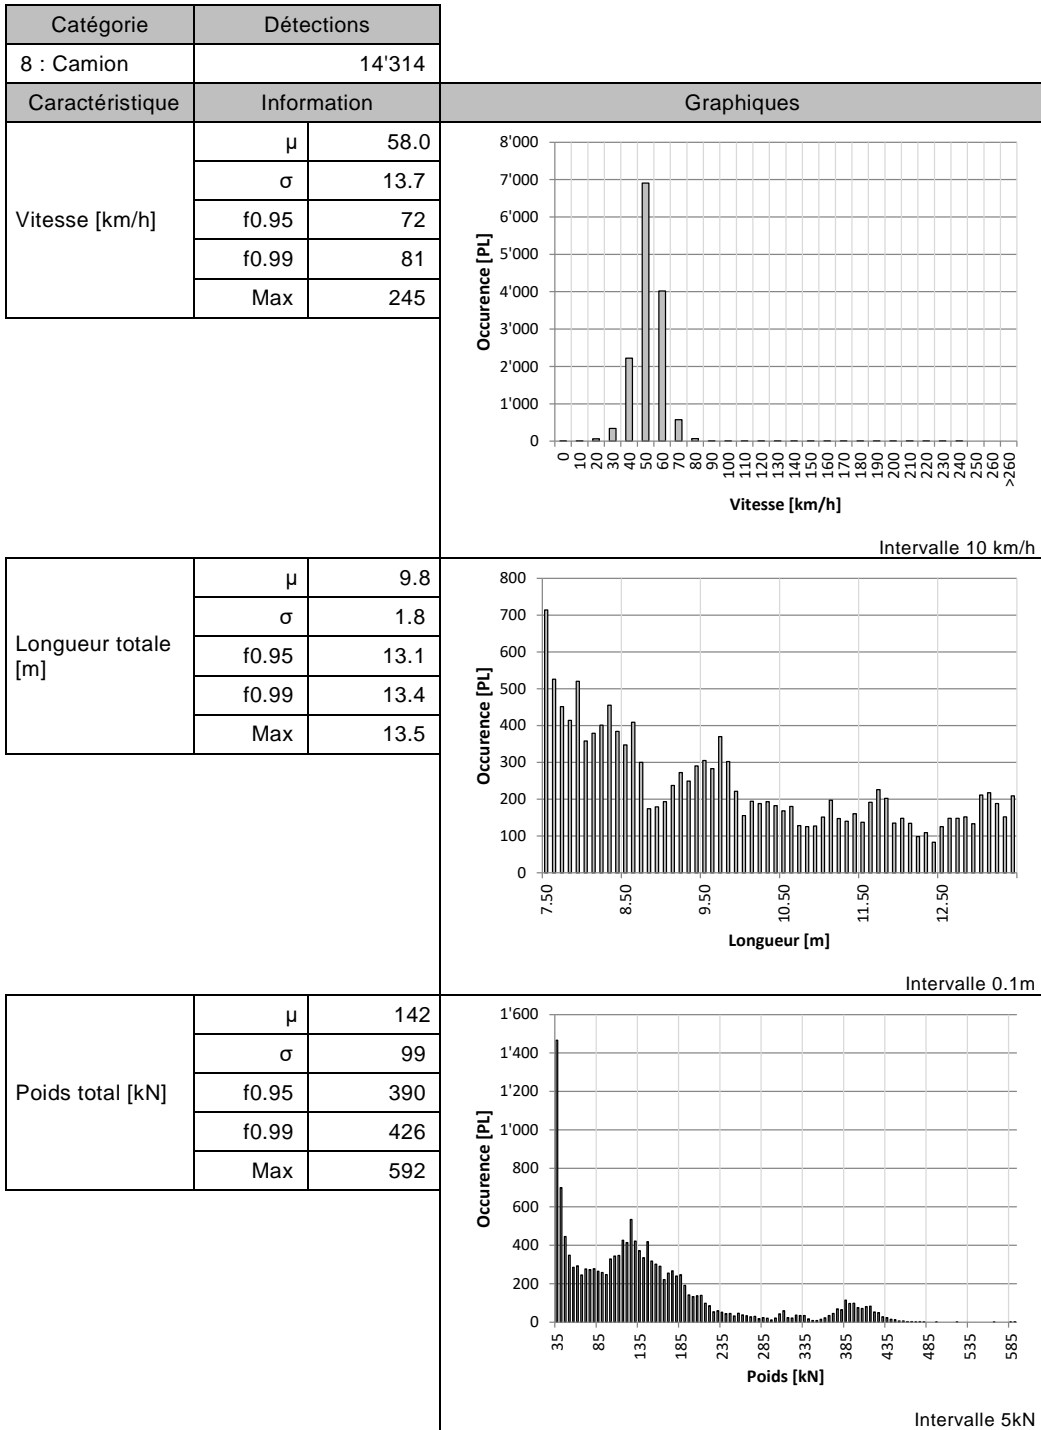 Catégorie Détections
8 : Camion 14'314
Caractéristique Information Graphiques
Vitesse [km/h]
µ 58.0
σ 13.7
f0.95 72
f0.99 81
Max 245
8'000
7'000
6'000
5'000
4'000
3'000
2'000
1'000
0
Occurence [PL]
0 10 20 30 40 50 60 70 80 90 100 110 120 130 140 150 160 170 180 190 200 210 220 230 240 250 260 >260
Vitesse [km/h]
Intervalle 10 km/h
Longueur totale
[m]
µ 9.8
σ 1.8
f0.95 13.1
f0.99 13.4
Max 13.5
800
700
600
500
400
300
200
100
0
Occurence [PL]
7.50 8.50 9.50 10.50 11.50 12.50
Longueur [m]
Intervalle 0.1m
Poids total [kN]
µ 142
σ 99
f0.95 390
f0.99 426
Max 592
1'600
1'400
1'200
1'000
800
600
400
200
0
Occurence [PL]
35 85 135 185 235 285 335 385 435 485 535 585
Poids [kN]
Intervalle 5kN